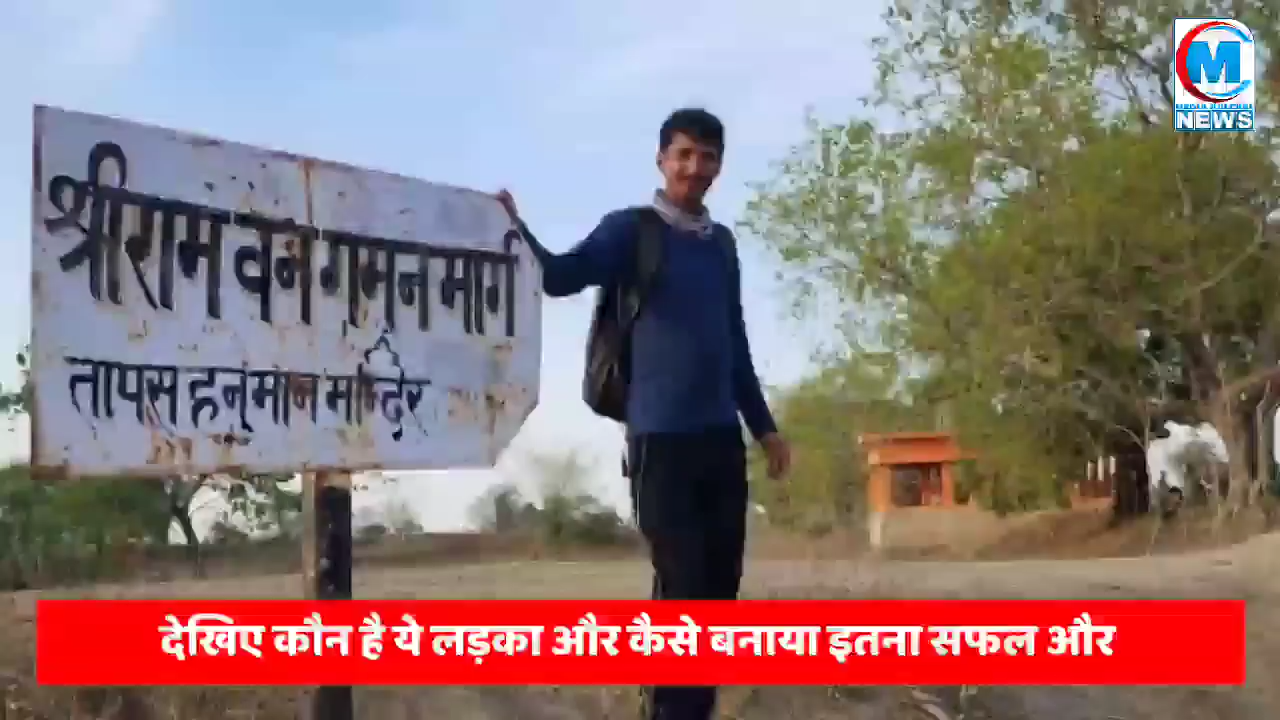 श्रीराम वन गमन मार्ग
तापस हनुमान मन्दिर
NEWS
देखिए कौन है ये लड़का और कैसे बनाया इतना सफल और